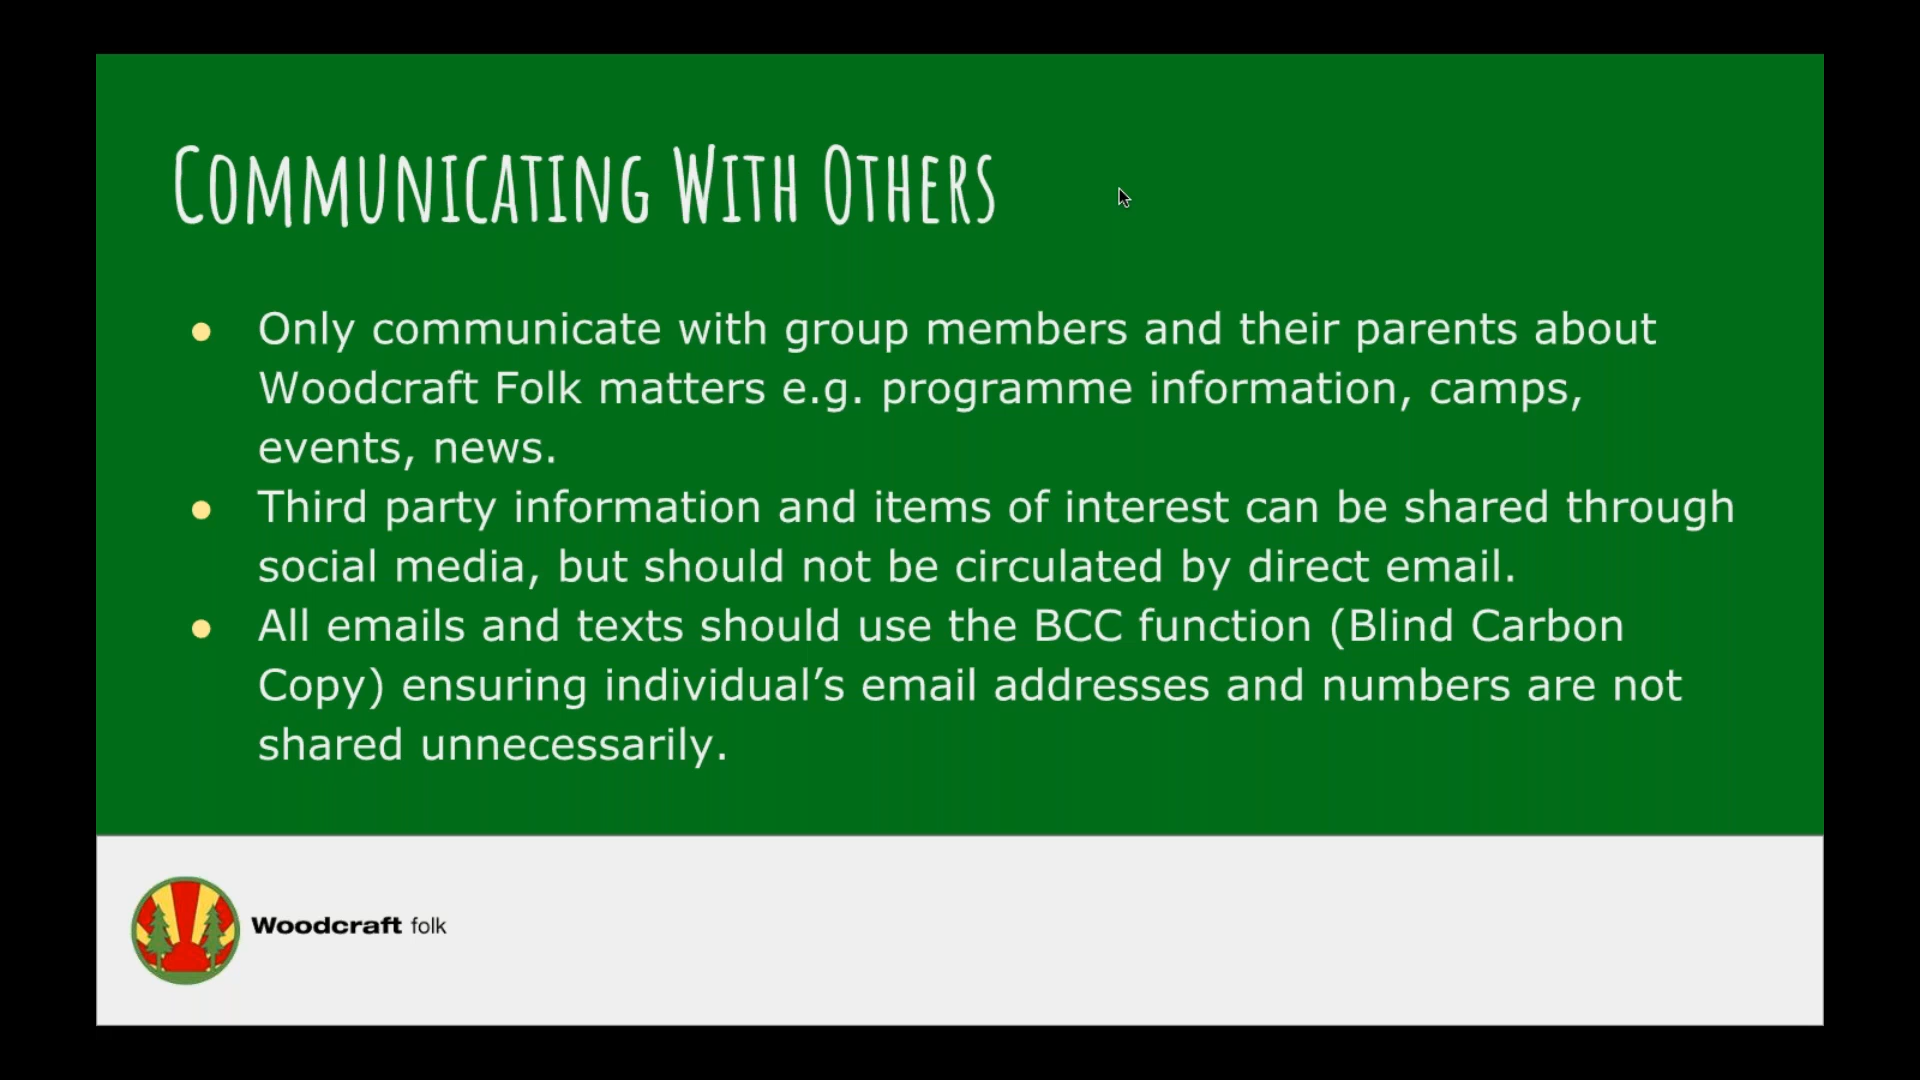 Communicating With Others
● Only communicate with group members and their parents about
Woodcraft Folk matters e.g. programme information, camps,
events, news.
● Third party information and items of interest can be shared through
social media, but should not be circulated by direct email.
● All emails and texts should use the BCC function (Blind Carbon
Copy) ensuring individual’s email addresses and numbers are not
shared unnecessarily.
Woodcraft folk